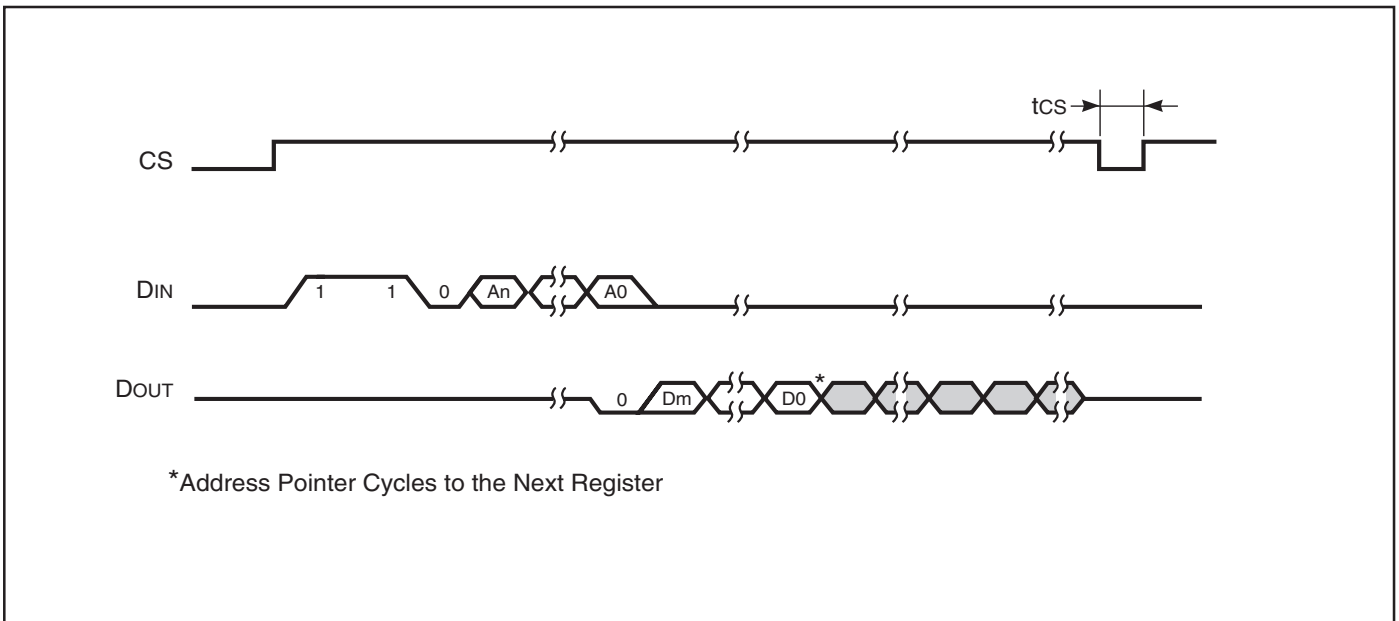 tCS
CS
DIN
1 1 0 An A0
DOUT
0 Dm D0 *
*Address Pointer Cycles to the Next Register